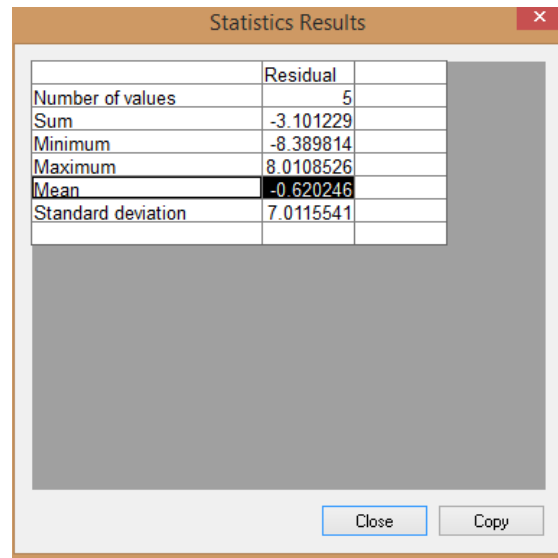 Statistics Results
Residual
Number of values 5
Sum -3.101229
Minimum -8.389814
Maximum 8.0108526
Mean -0.620246
Standard deviation 7.0115541
Close Copy